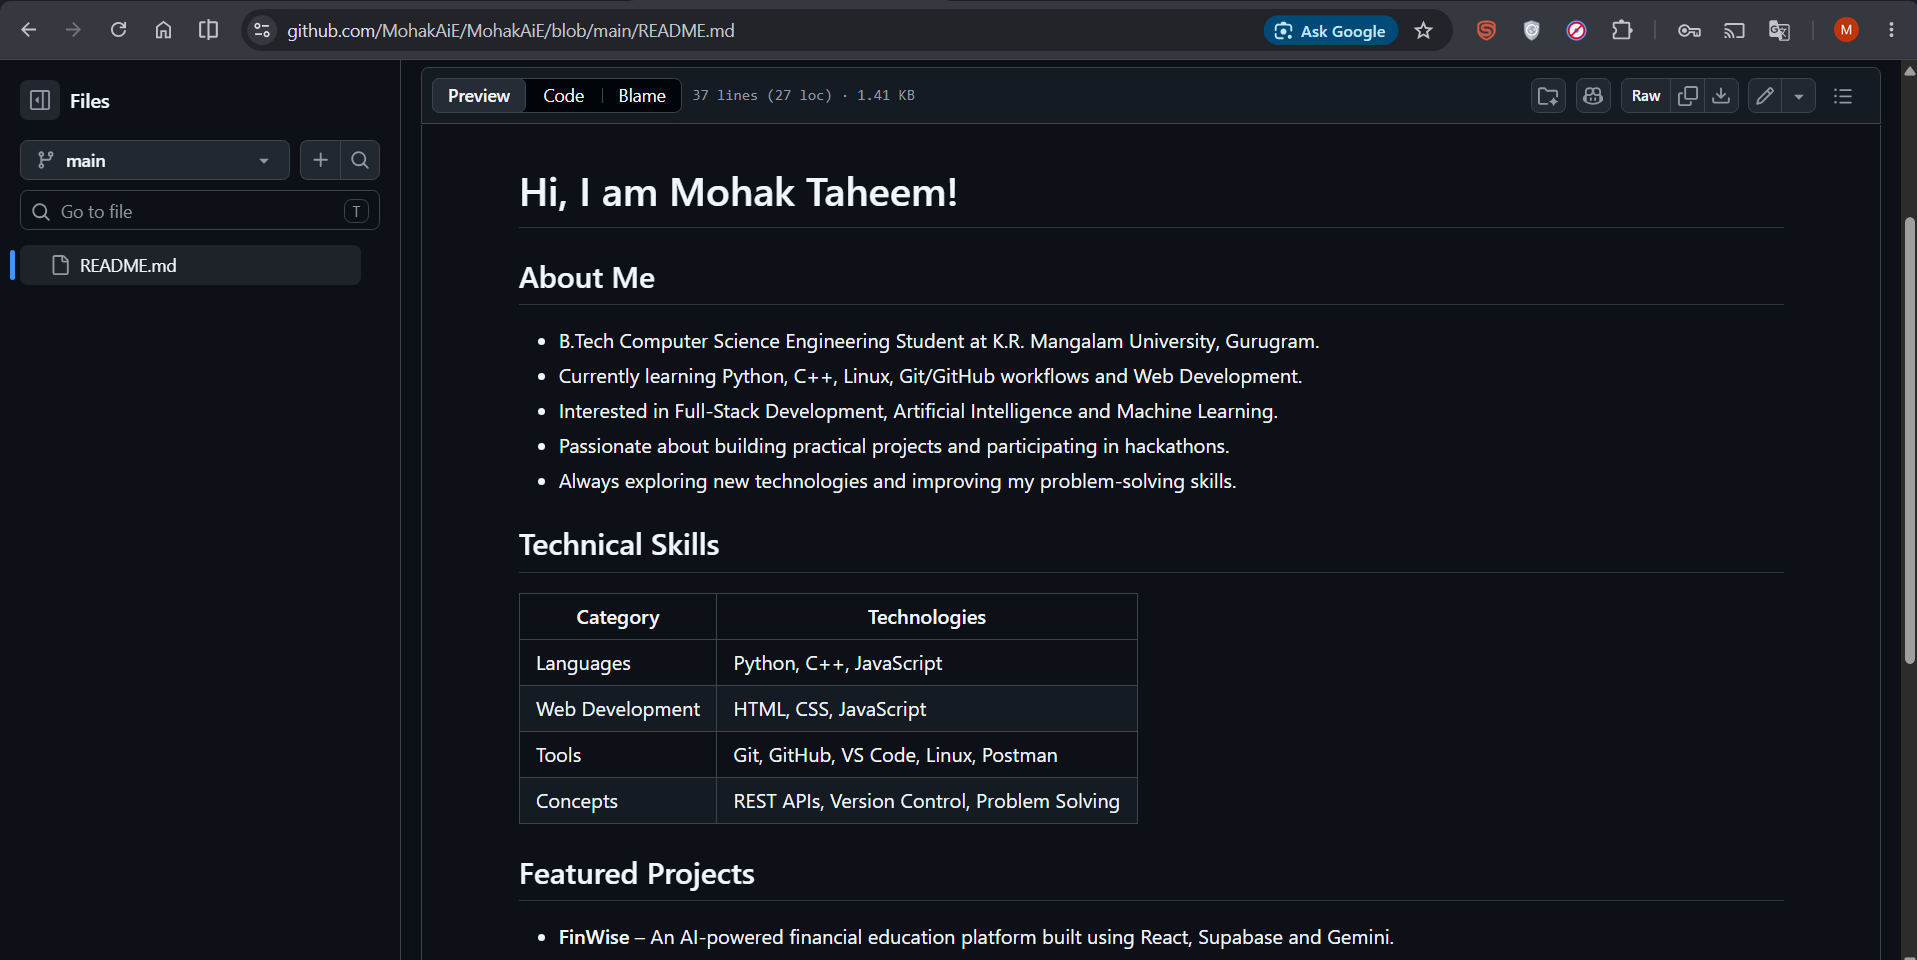 github.com/MohakAiE/MohakAiE/blob/main/README.md
Ask Google
M
Files
main
Go to file
T
README.md
Preview
Code
Blame
37 lines (27 loc) · 1.41 KB
Raw
Hi, I am Mohak Taheem!
About Me
B.Tech Computer Science Engineering Student at K.R. Mangalam University, Gurugram.
Currently learning Python, C++, Linux, Git/GitHub workflows and Web Development.
Interested in Full-Stack Development, Artificial Intelligence and Machine Learning.
Passionate about building practical projects and participating in hackathons.
Always exploring new technologies and improving my problem-solving skills.
Technical Skills
Category Technologies
Languages Python, C++, JavaScript
Web Development HTML, CSS, JavaScript
Tools Git, GitHub, VS Code, Linux, Postman
Concepts REST APIs, Version Control, Problem Solving
Featured Projects
FinWise – An AI-powered financial education platform built using React, Supabase and Gemini.